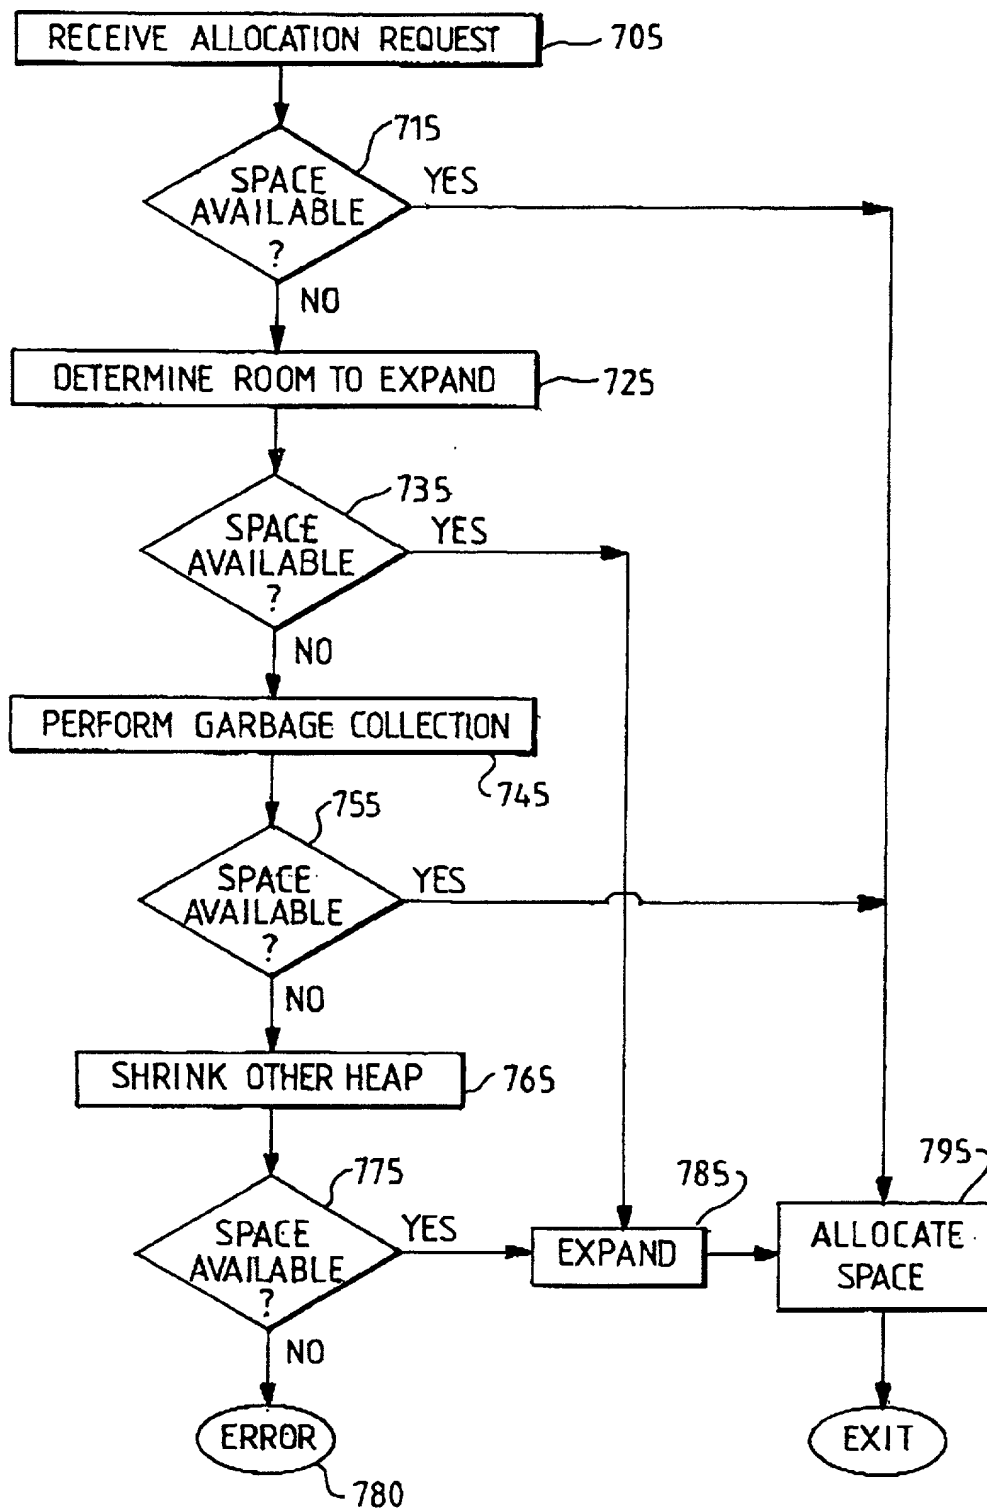 RECEIVE ALLOCATION REQUEST
705
715
SPACE
AVAILABLE
?
YES
NO
DETERMINE ROOM TO EXPAND
725
735
SPACE
AVAILABLE
?
YES
NO
PERFORM GARBAGE COLLECTION
745
755
SPACE
AVAILABLE
?
YES
NO
SHRINK OTHER HEAP
765
775
SPACE
AVAILABLE
?
YES
NO
785
EXPAND
795
ALLOCATE
SPACE
ERROR
780
EXIT